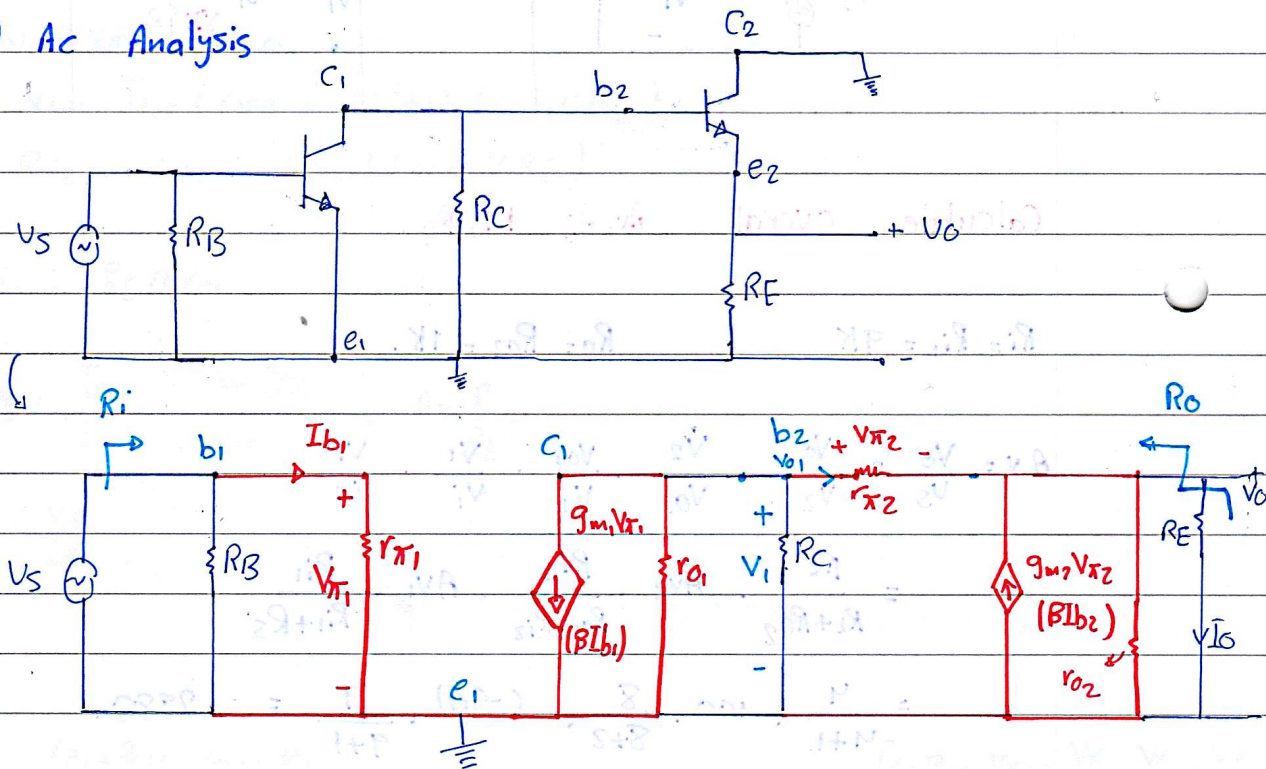 Ac Analysis
C1
C2
b2
e2
VS
RB
RC
+ VO
RE
e1
-
Ri
RO
b1
Ib1
C1
b2
+ Vπ2 -
VO1
rπ2
+
VO
+
gm1Vπ1
+
RE
VS
RB
rπ1
Vπ1
rO1
V1
RC
gm2Vπ2
(βIb1)
(βIb2)
IO
-
e1
-
rO2